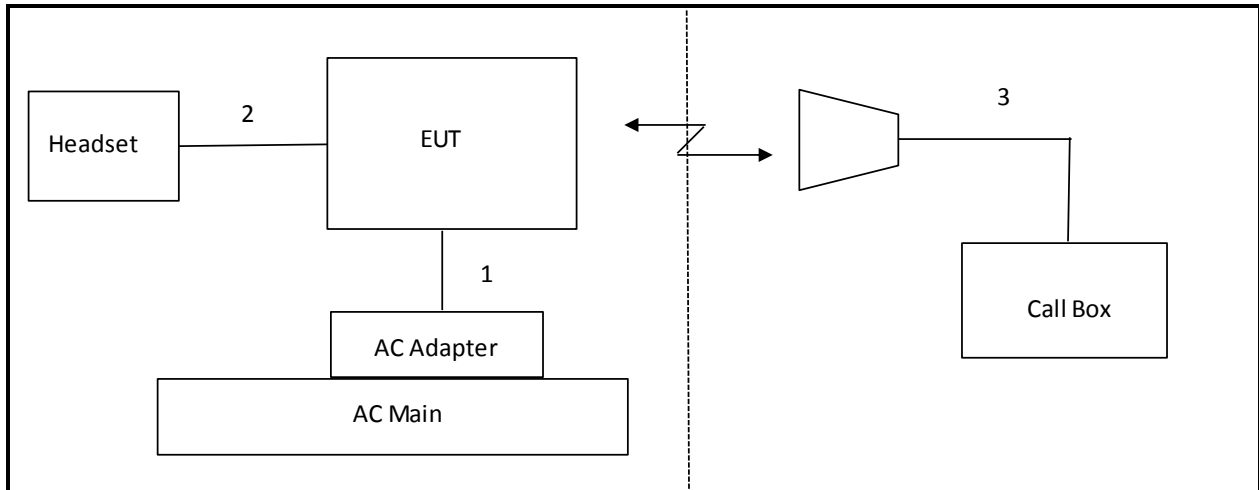 Headset
2
EUT
1
AC Adapter
AC Main
3
Call Box